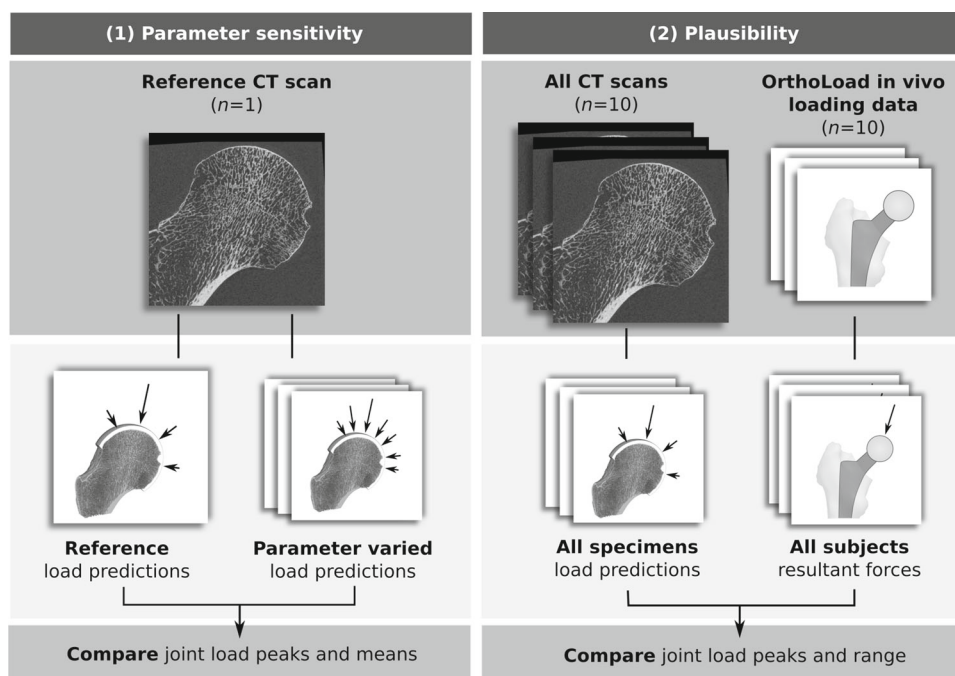 (1) Parameter sensitivity
Reference CT scan
(n=1)
Reference
load predictions
Parameter varied
load predictions
Compare joint load peaks and means
(2) Plausibility
All CT scans
(n=10)
OrthoLoad in vivo
loading data
(n=10)
All specimens
load predictions
All subjects
resultant forces
Compare joint load peaks and range